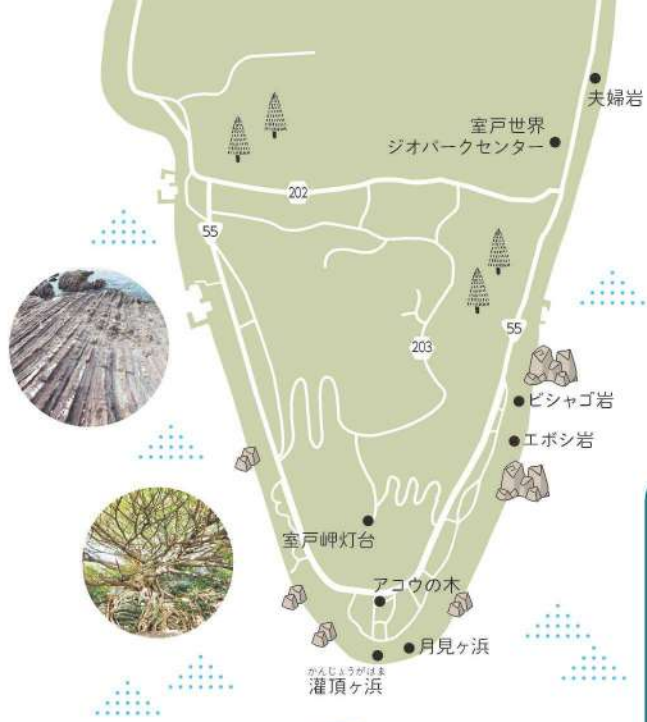 夫婦岩
室戸世界
ジオパークセンター
202
55
55
203
ビシャゴ岩
エボシ岩
室戸岬灯台
アコウの木
月見ヶ浜
かんじょうがはま
灌頂ヶ浜